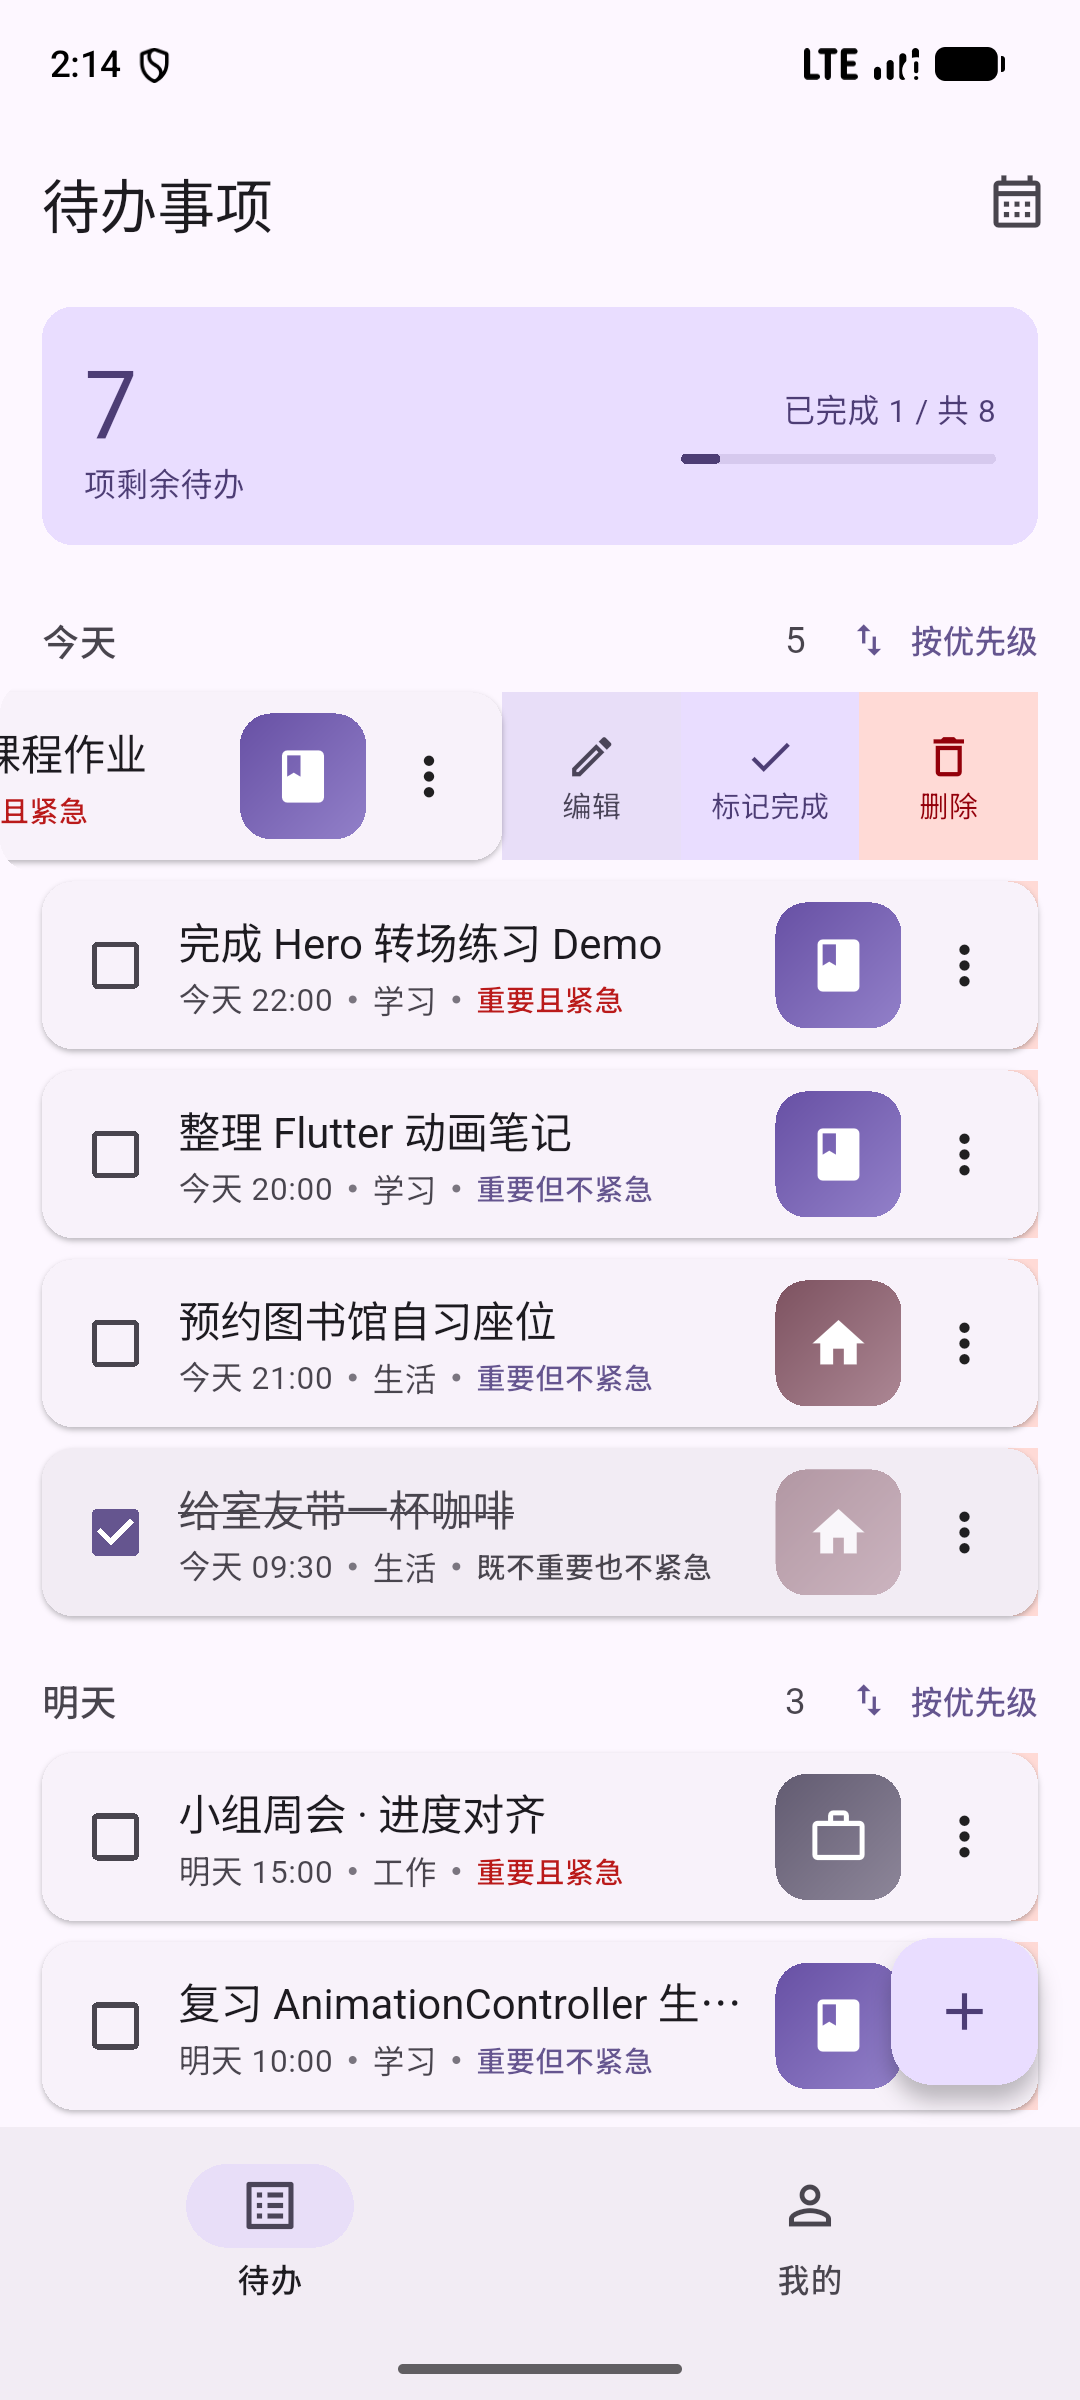 2:14
LTE
待办事项
7
项剩余待办
已完成 1 / 共 8
今天
5
按优先级
课程作业
且紧急
编辑
标记完成
删除
完成 Hero 转场练习 Demo
今天 22:00 • 学习 • 重要且紧急
整理 Flutter 动画笔记
今天 20:00 • 学习 • 重要但不紧急
预约图书馆自习座位
今天 21:00 • 生活 • 重要但不紧急
给室友带一杯咖啡
今天 09:30 • 生活 • 既不重要也不紧急
明天
3
按优先级
小组周会 · 进度对齐
明天 15:00 • 工作 • 重要且紧急
复习 AnimationController 生…
明天 10:00 • 学习 • 重要但不紧急
待办
我的